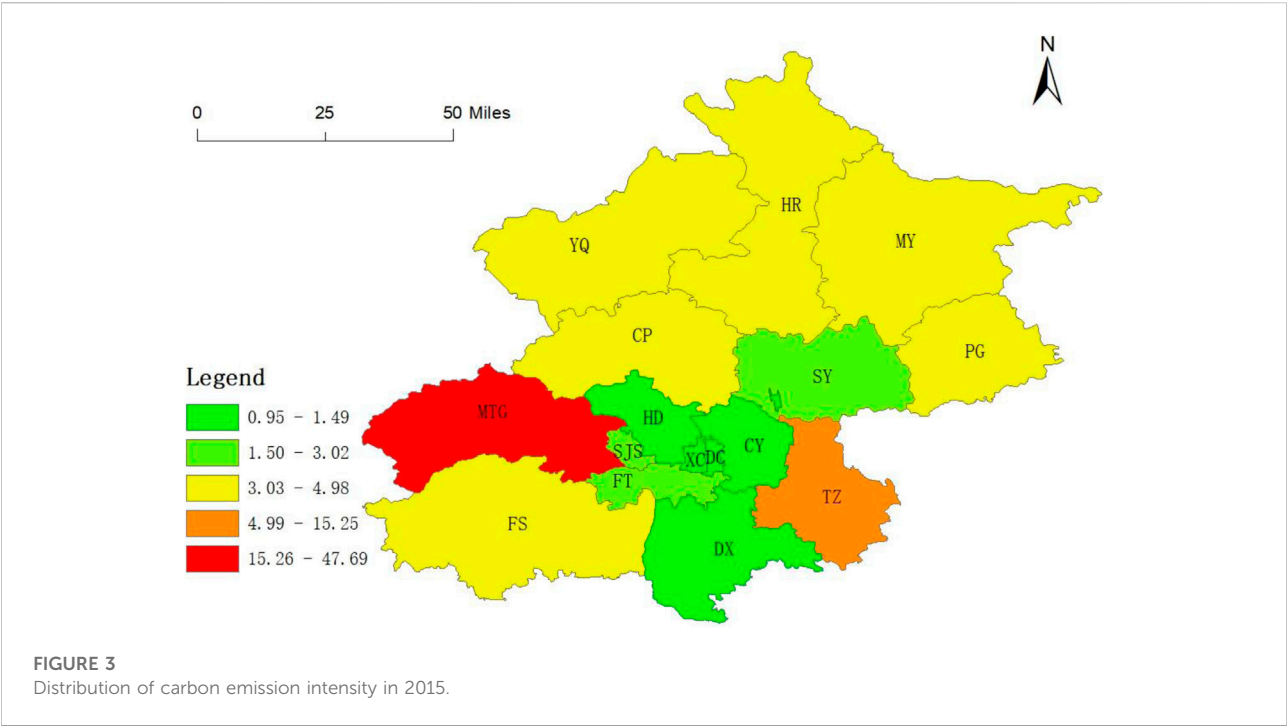 N
0 25 50 Miles
HR
YQ
MY
CP
PG
SY
Legend
MTG
HD
0.95 - 1.49
CY
1.50 - 3.02
SJS
XC
DC
FT
3.03 - 4.98
TZ
FS
4.99 - 15.25
DX
15.26 - 47.69
FIGURE 3
Distribution of carbon emission intensity in 2015.